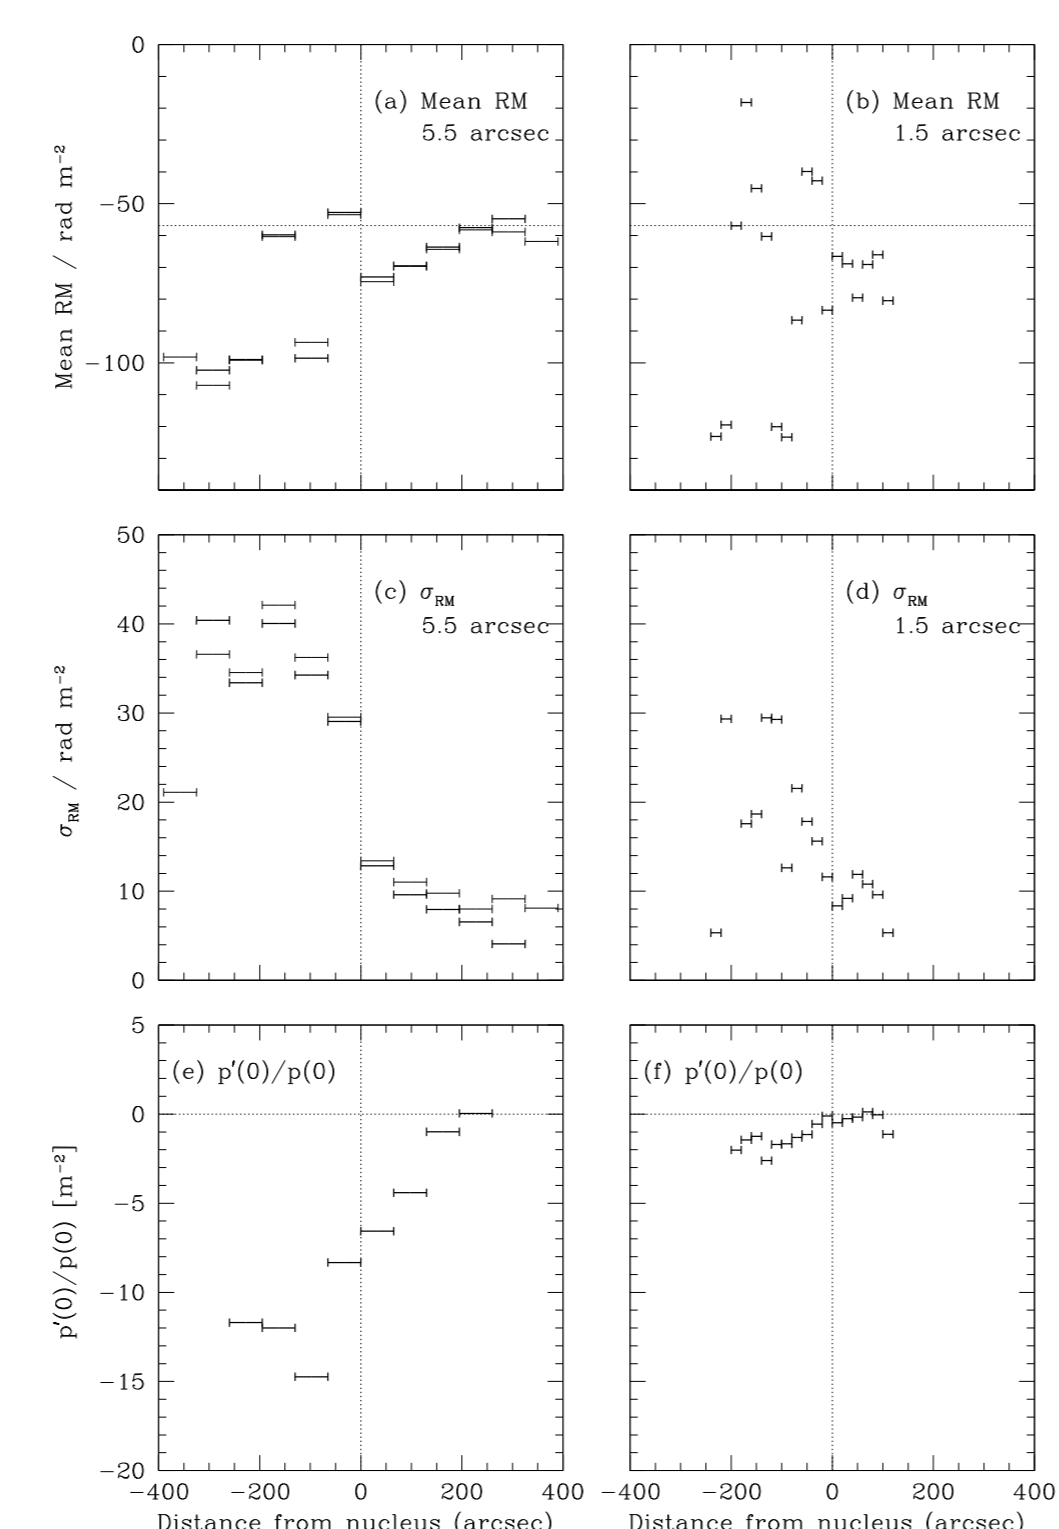 (a) Mean RM
5.5 arcsec
0
−50
−100
Mean RM / rad m⁻²
(b) Mean RM
1.5 arcsec
(c) σRM
5.5 arcsec
50
40
30
20
10
0
σRM / rad m⁻²
(d) σRM
1.5 arcsec
(e) p′(0)/p(0)
5
0
−5
−10
−15
−20
p′(0)/p(0) [m⁻²]
−400 −200 0 200 400
Distance from nucleus (arcsec)
(f) p′(0)/p(0)
−400 −200 0 200 400
Distance from nucleus (arcsec)